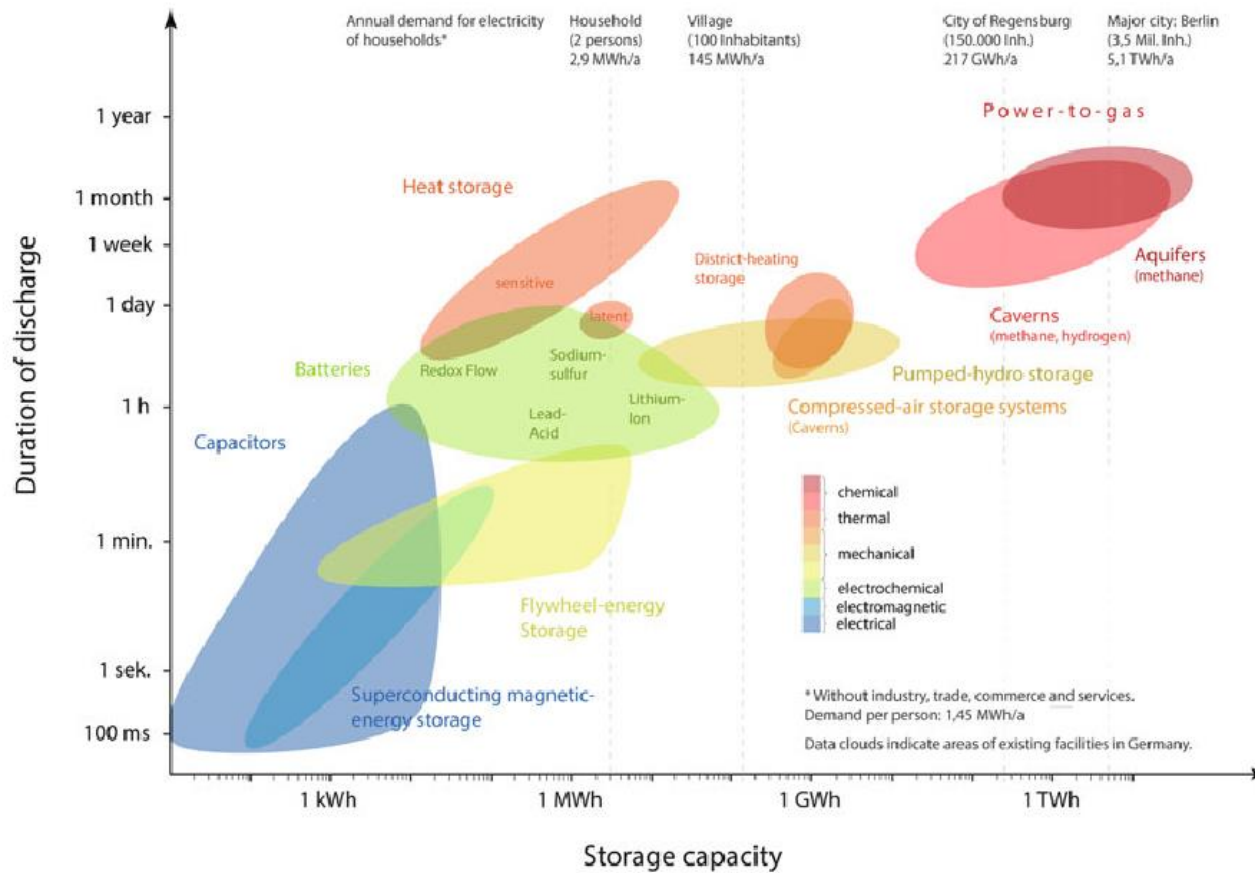 Annual demand for electricity
of households*
Household
(2 persons)
2,9 MWh/a
Village
(100 Inhabitants)
145 MWh/a
City of Regensburg
(150.000 Inh.)
217 GWh/a
Major city: Berlin
(3,5 Mil. Inh.)
5,1 TWh/a
Duration of discharge
1 year
1 month
1 week
1 day
1 h
1 min.
1 sek.
100 ms
Power-to-gas
Heat storage
sensitive
latent
District-heating
storage
Aquifers
(methane)
Caverns
(methane, hydrogen)
Batteries
Redox Flow
Sodium-
sulfur
Lead-
Acid
Lithium-
Ion
Pumped-hydro storage
Compressed-air storage systems
(Caverns)
Capacitors
Flywheel-energy
Storage
Superconducting magnetic-
energy storage
chemical
thermal
mechanical
electrochemical
electromagnetic
electrical
* Without industry, trade, commerce and services.
Demand per person: 1,45 MWh/a
Data clouds indicate areas of existing facilities in Germany.
1 kWh
1 MWh
1 GWh
1 TWh
Storage capacity